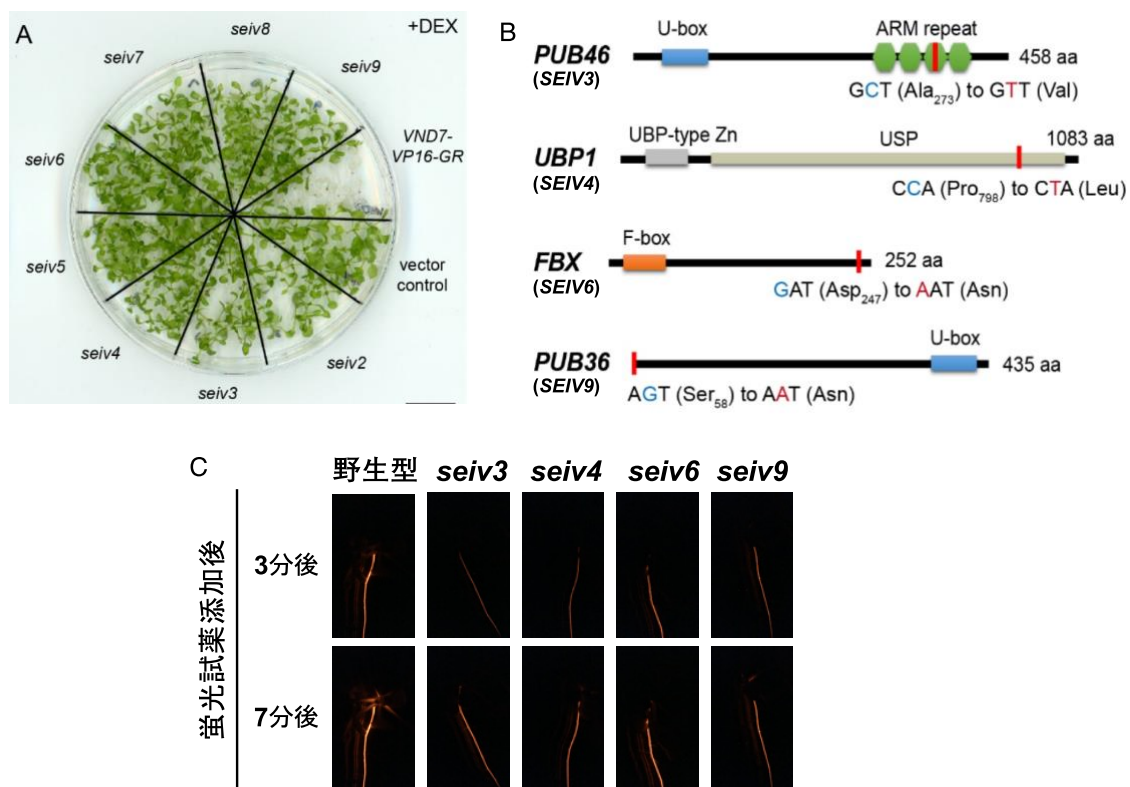 A
+DEX
seiv8
seiv7
seiv9
VND7-
VP16-GR
seiv6
seiv5
vector
control
seiv4
seiv2
seiv3
B
U-box
ARM repeat
PUB46
(SEIV3)
458 aa
GCT (Ala273) to GTT (Val)
UBP-type Zn
USP
1083 aa
UBP1
(SEIV4)
CCA (Pro798) to CTA (Leu)
F-box
FBX
(SEIV6)
252 aa
GAT (Asp247) to AAT (Asn)
U-box
PUB36
(SEIV9)
435 aa
AGT (Ser58) to AAT (Asn)
C
野生型 seiv3 seiv4 seiv6 seiv9
蛍光試薬添加後
3分後
7分後